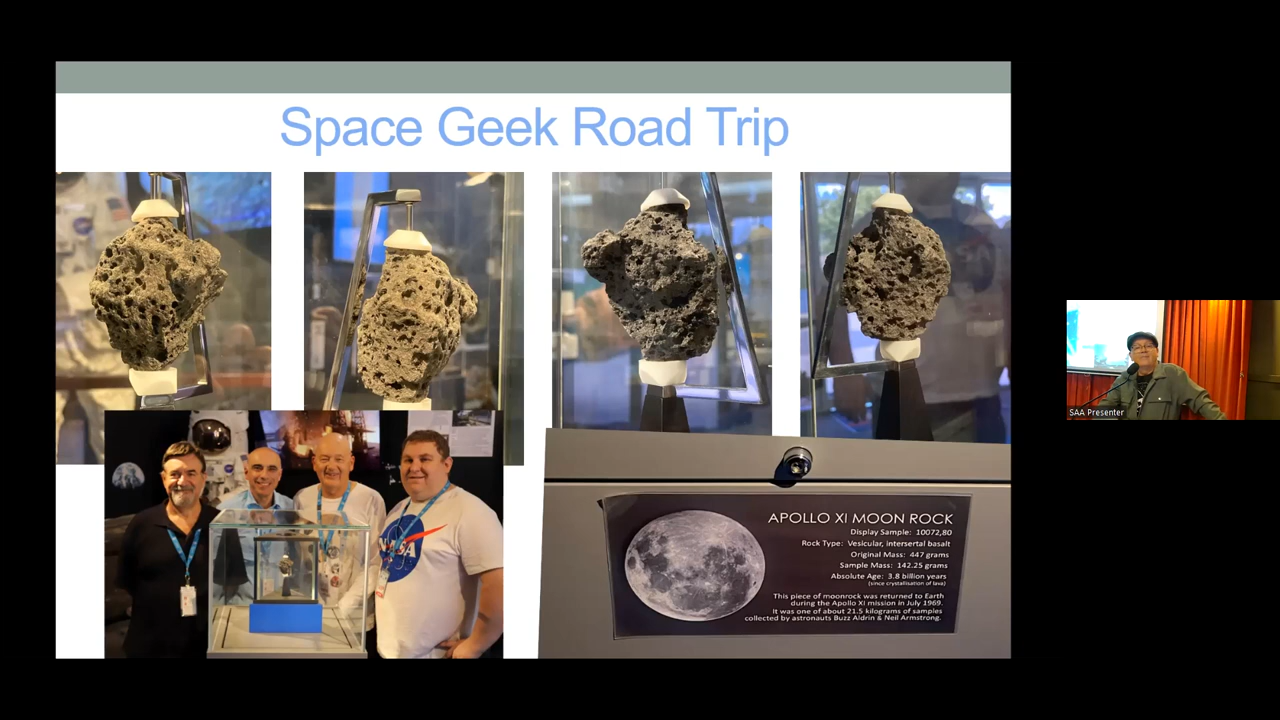 Space Geek Road Trip
NASA
APOLLO XI MOON ROCK
Display Sample: 10072,80
Rock Type: Vesicular, intersertal basalt
Original Mass: 447 grams
Sample Mass: 142.25 grams
Absolute Age: 3.8 billion years
(since crystallisation of lava)
This piece of moonrock was returned to Earth
during the Apollo XI mission in July 1969.
It was one of about 21.5 kilograms of samples
collected by astronauts Buzz Aldrin & Neil Armstrong.
SAA Presenter